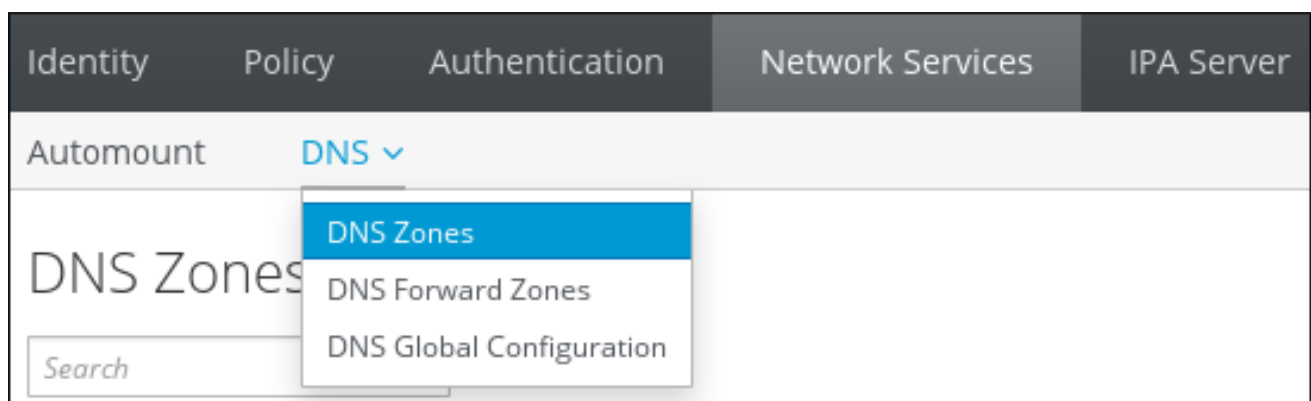 Identity Policy Authentication Network Services IPA Server
Automount DNS
DNS Zones
DNS Zones
DNS Forward Zones
DNS Global Configuration
Search